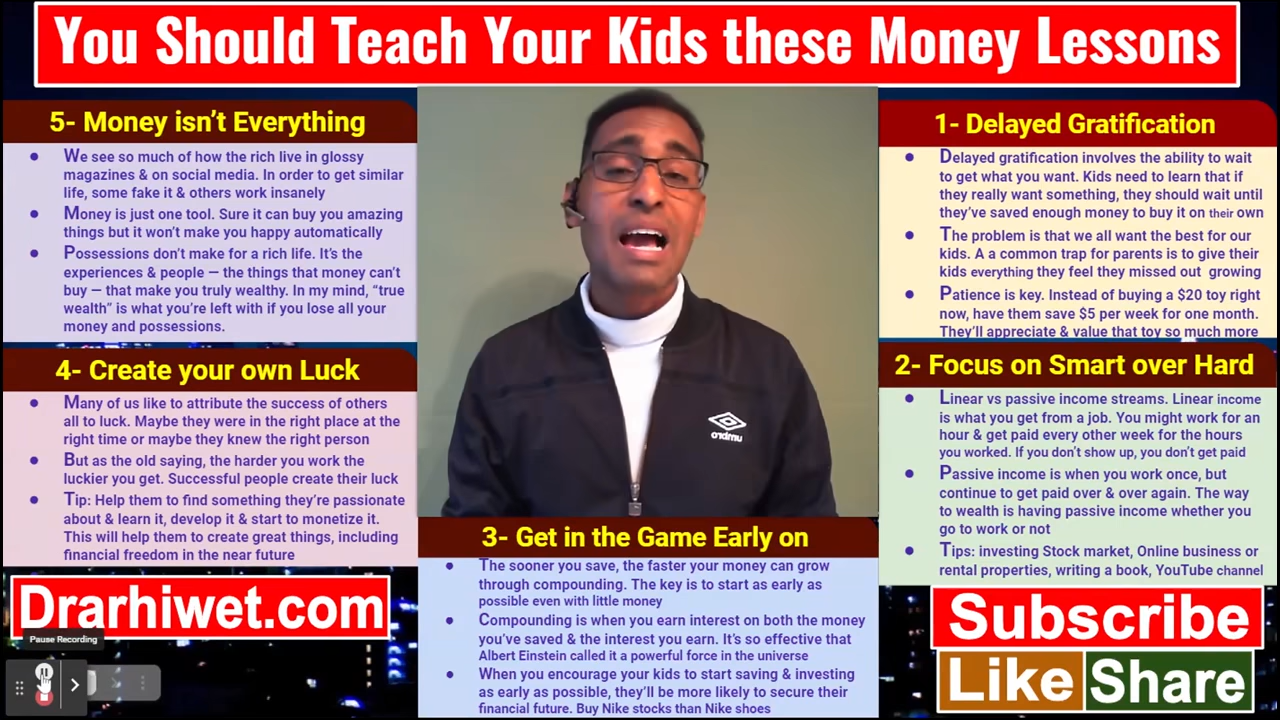 You Should Teach Your Kids these Money Lessons
5- Money isn’t Everything
We see so much of how the rich live in glossy
magazines & on social media. In order to get similar
life, some fake it & others work insanely
Money is just one tool. Sure it can buy you amazing
things but it won’t make you happy automatically
Possessions don’t make for a rich life. It’s the
experiences & people — the things that money can’t
buy — that make you truly wealthy. In my mind, “true
wealth” is what you’re left with if you lose all your
money and possessions.
4- Create your own Luck
Many of us like to attribute the success of others
all to luck. Maybe they were in the right place at the
right time or maybe they knew the right person
But as the old saying, the harder you work the
luckier you get. Successful people create their luck
Tip: Help them to find something they’re passionate
about & learn it, develop it & start to monetize it.
This will help them to create great things, including
financial freedom in the near future
Drarhiwet.com
Pause Recording
umbro
3- Get in the Game Early on
The sooner you save, the faster your money can grow
through compounding. The key is to start as early as
possible even with little money
Compounding is when you earn interest on both the money
you’ve saved & the interest you earn. It’s so effective that
Albert Einstein called it a powerful force in the universe
When you encourage your kids to start saving & investing
as early as possible, they’ll be more likely to secure their
financial future. Buy Nike stocks than Nike shoes
1- Delayed Gratification
Delayed gratification involves the ability to wait
to get what you want. Kids need to learn that if
they really want something, they should wait until
they’ve saved enough money to buy it on their own
The problem is that we all want the best for our
kids. A a common trap for parents is to give their
kids everything they feel they missed out growing
Patience is key. Instead of buying a $20 toy right
now, have them save $5 per week for one month.
They’ll appreciate & value that toy so much more
2- Focus on Smart over Hard
Linear vs passive income streams. Linear income
is what you get from a job. You might work for an
hour & get paid every other week for the hours
you worked. If you don’t show up, you don’t get paid
Passive income is when you work once, but
continue to get paid over & over again. The way
to wealth is having passive income whether you
go to work or not
Tips: investing Stock market, Online business or
rental properties, writing a book, YouTube channel
Subscribe
Like Share